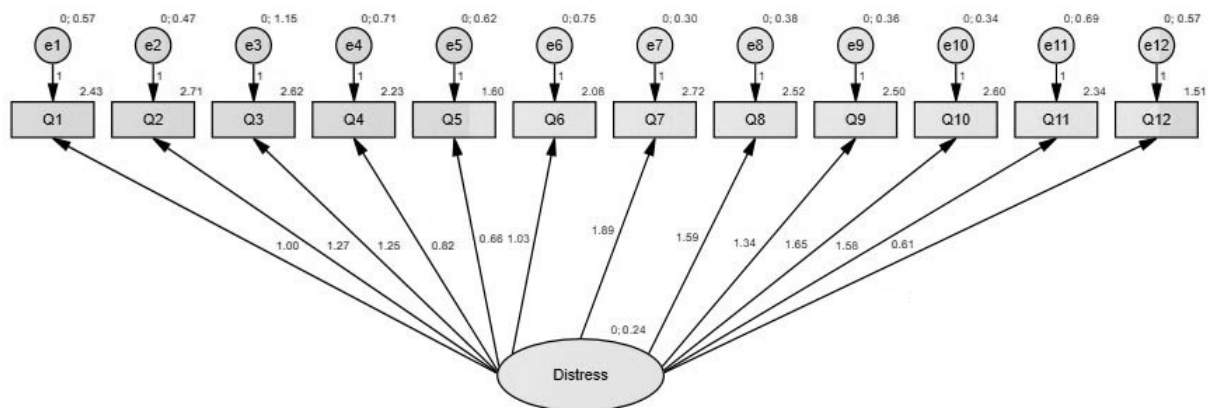 0; 0.57 0; 0.47 0; 1.15 0; 0.71 0; 0.62 0; 0.75 0; 0.30 0; 0.38 0; 0.36 0; 0.34 0; 0.69 0; 0.57
e1 e2 e3 e4 e5 e6 e7 e8 e9 e10 e11 e12
1 1 1 1 1 1 1 1 1 1 1 1
2.43 2.71 2.62 2.23 1.60 2.08 2.72 2.52 2.50 2.60 2.34 1.51
Q1 Q2 Q3 Q4 Q5 Q6 Q7 Q8 Q9 Q10 Q11 Q12
1.00 1.27 1.25 0.82 0.66 1.03 1.89 1.59 1.34 1.65 1.58 0.61
0; 0.24
Distress